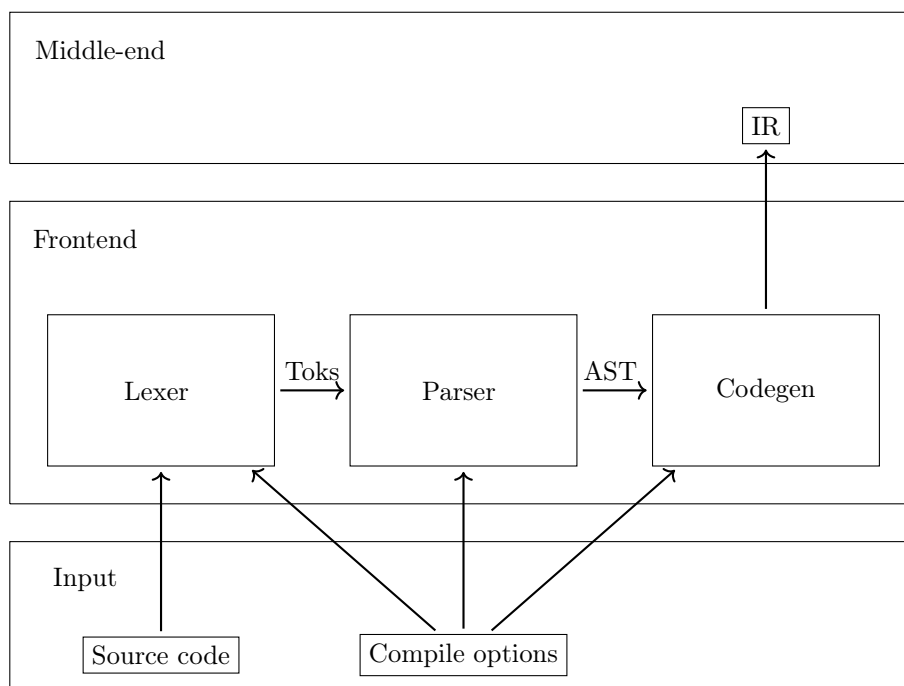 Middle-end
IR
Frontend
Toks
AST
Lexer
Parser
Codegen
Input
Source code
Compile options